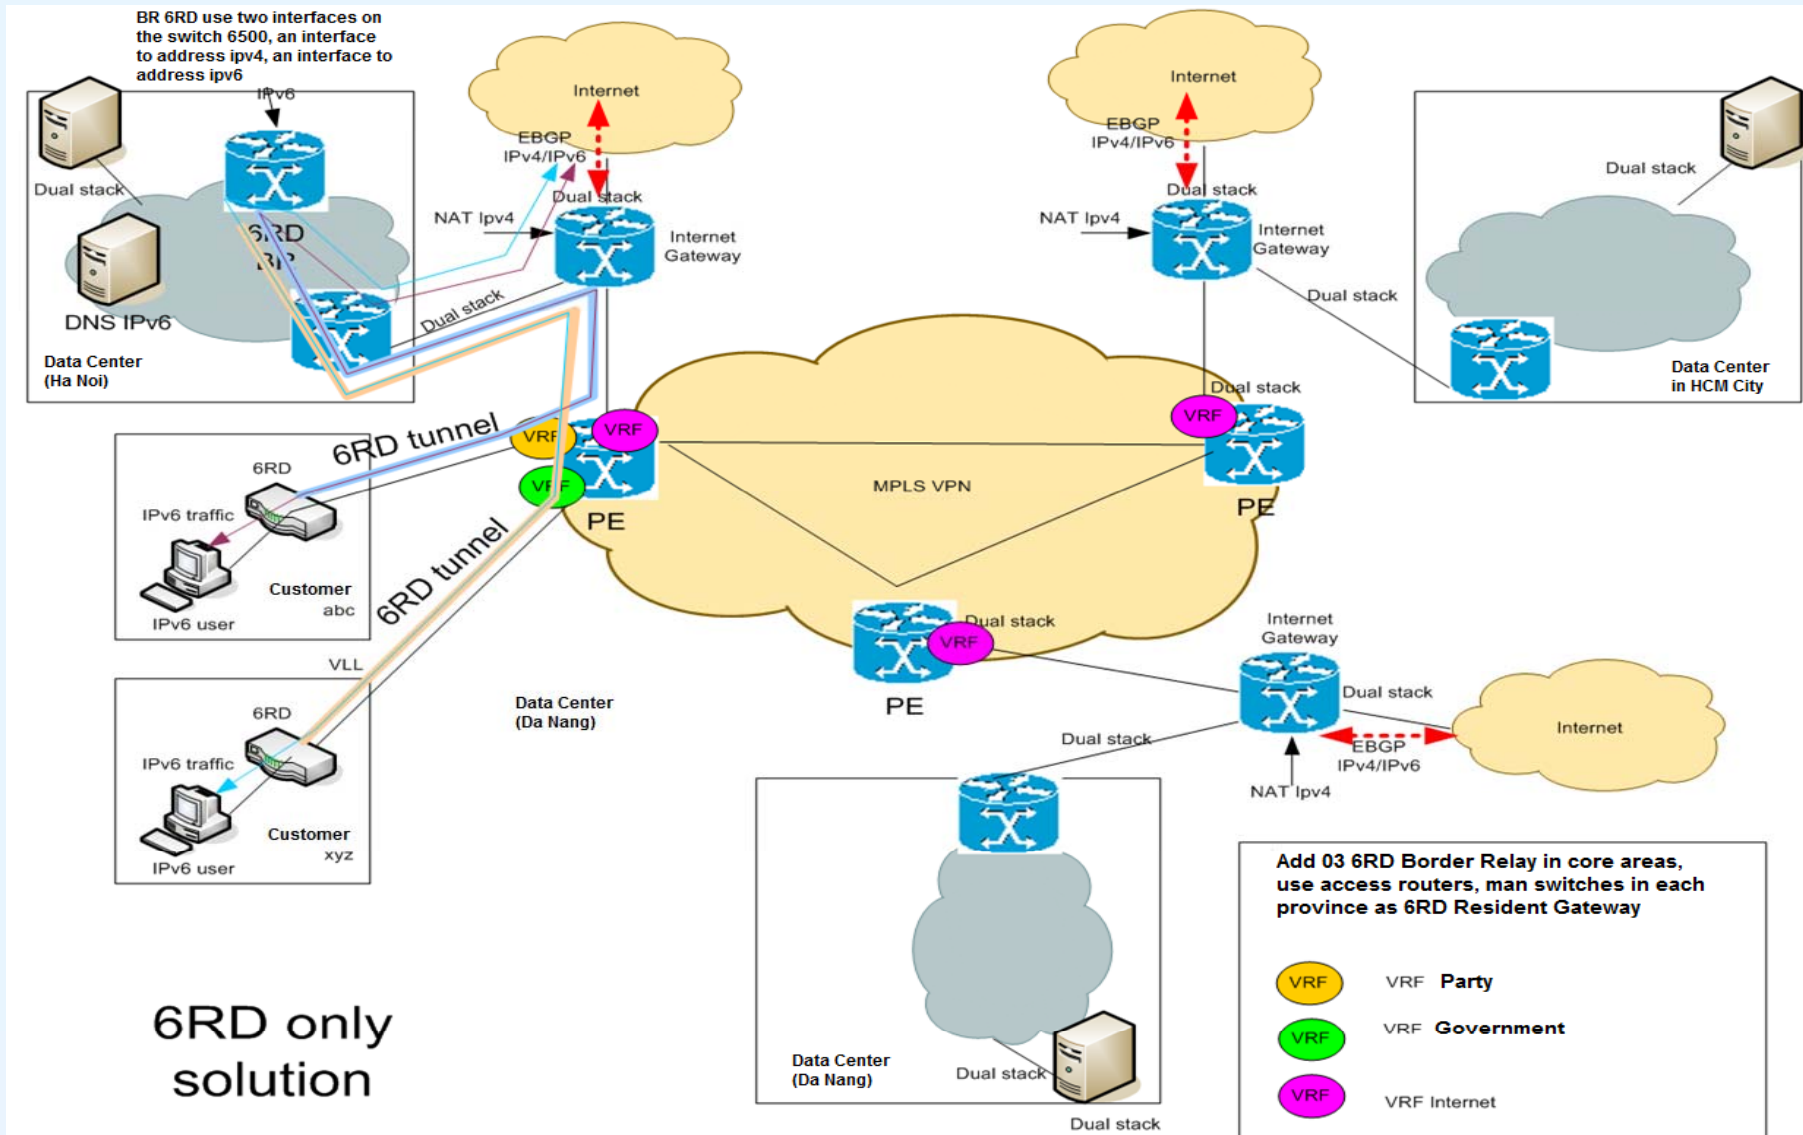 BR 6RD use two interfaces on
the switch 6500, an interface
to address ipv4, an interface to
address ipv6
IPv6
Dual stack
6RD
BR
DNS IPv6
Data Center
(Ha Noi)
Internet
EBGP
IPv4/IPv6
Dual stack
NAT Ipv4
Internet
Gateway
Dual stack
Internet
EBGP
IPv4/IPv6
Dual stack
NAT Ipv4
Internet
Gateway
Dual stack
Dual stack
Data Center
in HCM City
6RD tunnel
VRF
VRF
VRF
PE
MPLS VPN
Dual stack
VRF
PE
6RD
IPv6 traffic
Customer
abc
IPv6 user
6RD tunnel
VLL
6RD
IPv6 traffic
Customer
xyz
IPv6 user
Data Center
(Da Nang)
Dual stack
VRF
PE
Internet
Gateway
Dual stack
Dual stack
EBGP
IPv4/IPv6
NAT Ipv4
Internet
Data Center
(Da Nang)
Dual stack
Dual stack
Add 03 6RD Border Relay in core areas,
use access routers, man switches in each
province as 6RD Resident Gateway
VRF VRF Party
VRF VRF Government
VRF VRF Internet
6RD only
solution